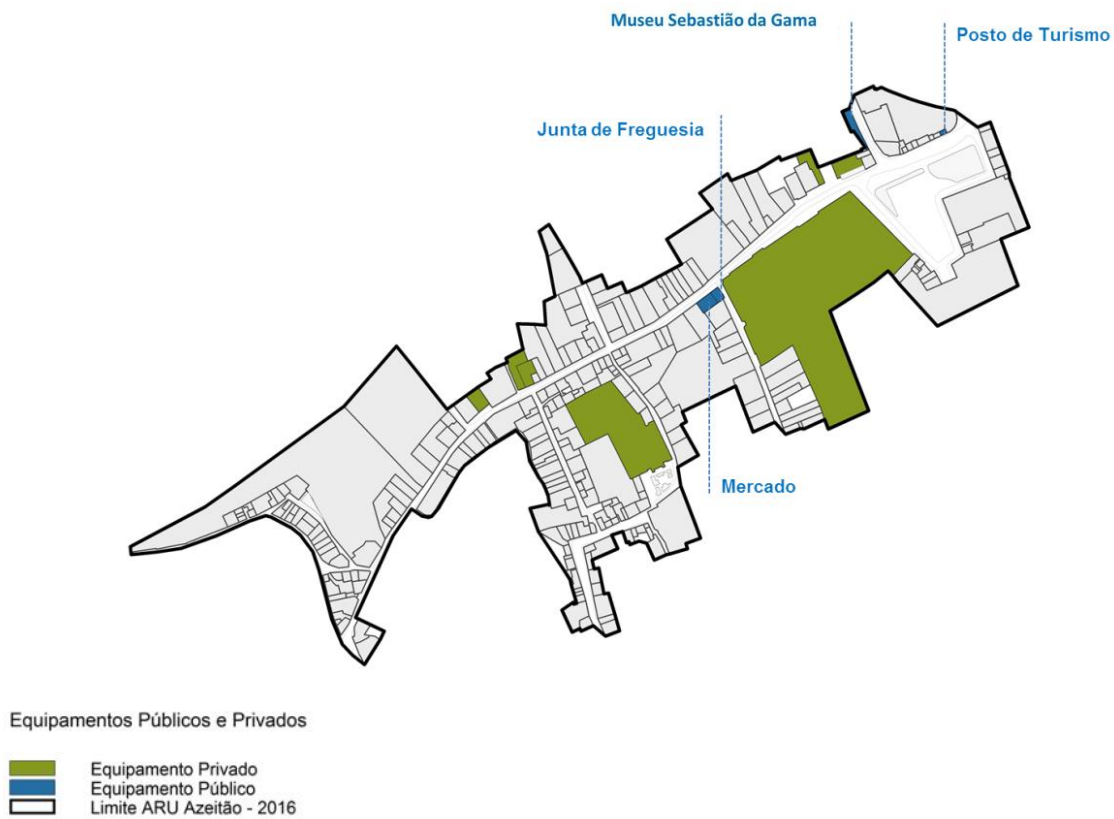 Museu Sebastião da Gama
Posto de Turismo
Junta de Freguesia
Mercado
Equipamentos Públicos e Privados
Equipamento Privado
Equipamento Público
Limite ARU Azeitão - 2016